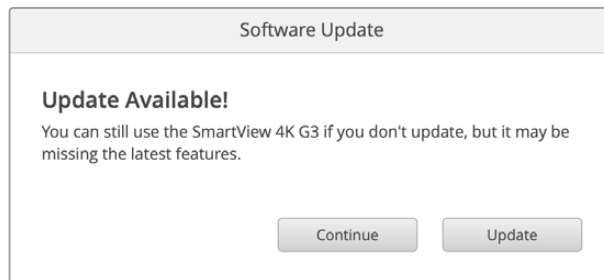 Software Update
Update Available!
You can still use the SmartView 4K G3 if you don't update, but it may be
missing the latest features.
Continue
Update